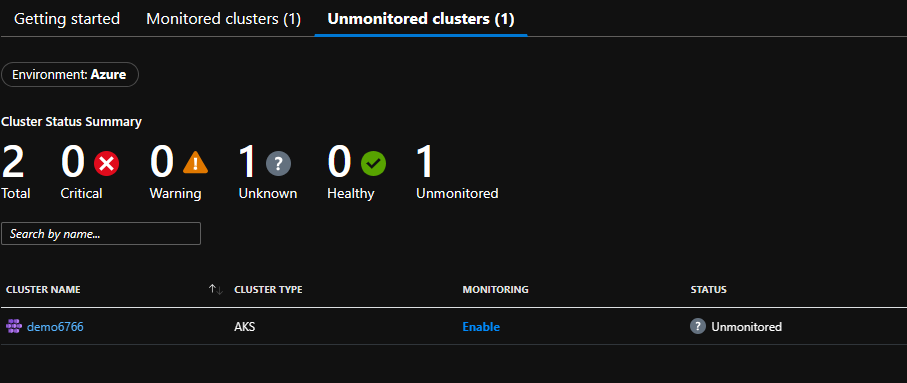 Getting started Monitored clusters (1) Unmonitored clusters (1)
Environment: Azure
Cluster Status Summary
2 0 0 1 0 1
Total Critical Warning Unknown Healthy Unmonitored
Search by name...
CLUSTER NAME CLUSTER TYPE MONITORING STATUS
demo6766 AKS Enable Unmonitored